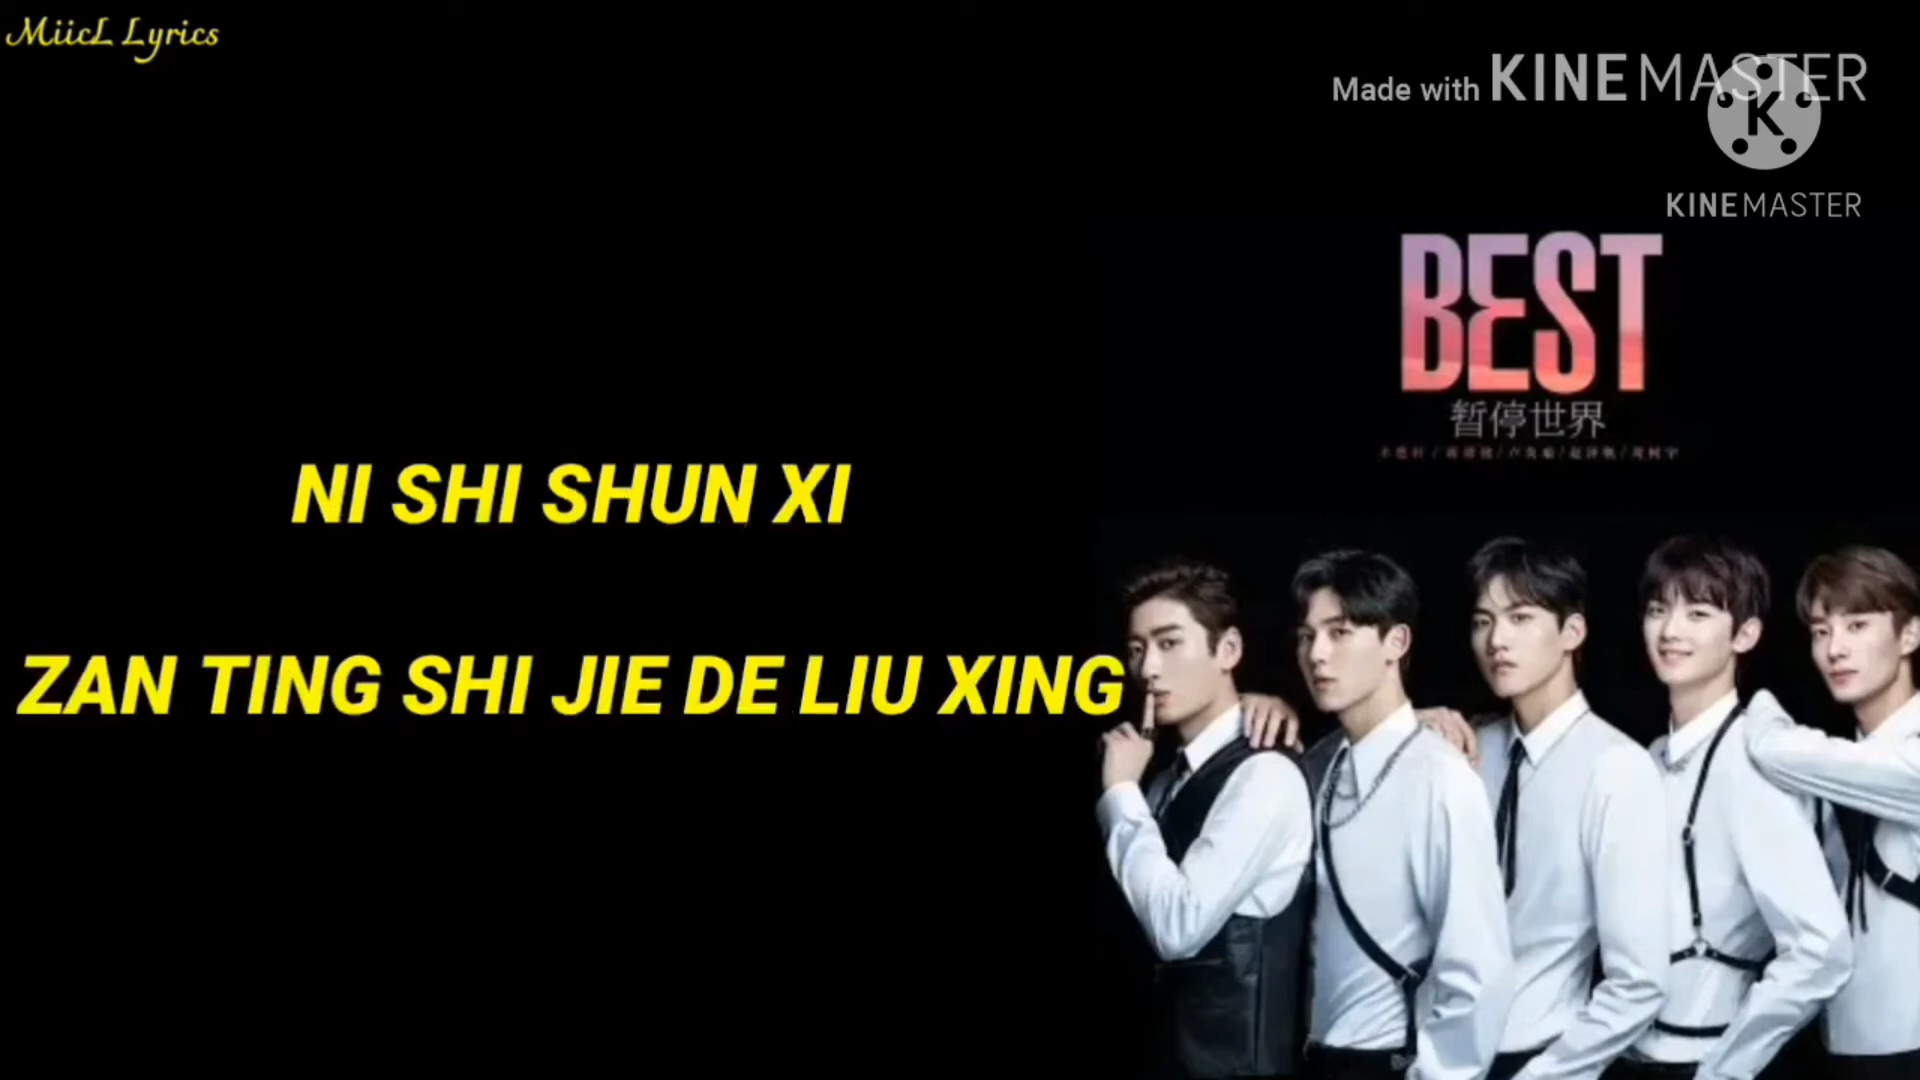 MiicL Lyrics
Made with KINEMASTER
K
KINEMASTER
BEST
暂停世界
NI SHI SHUN XI
ZAN TING SHI JIE DE LIU XING